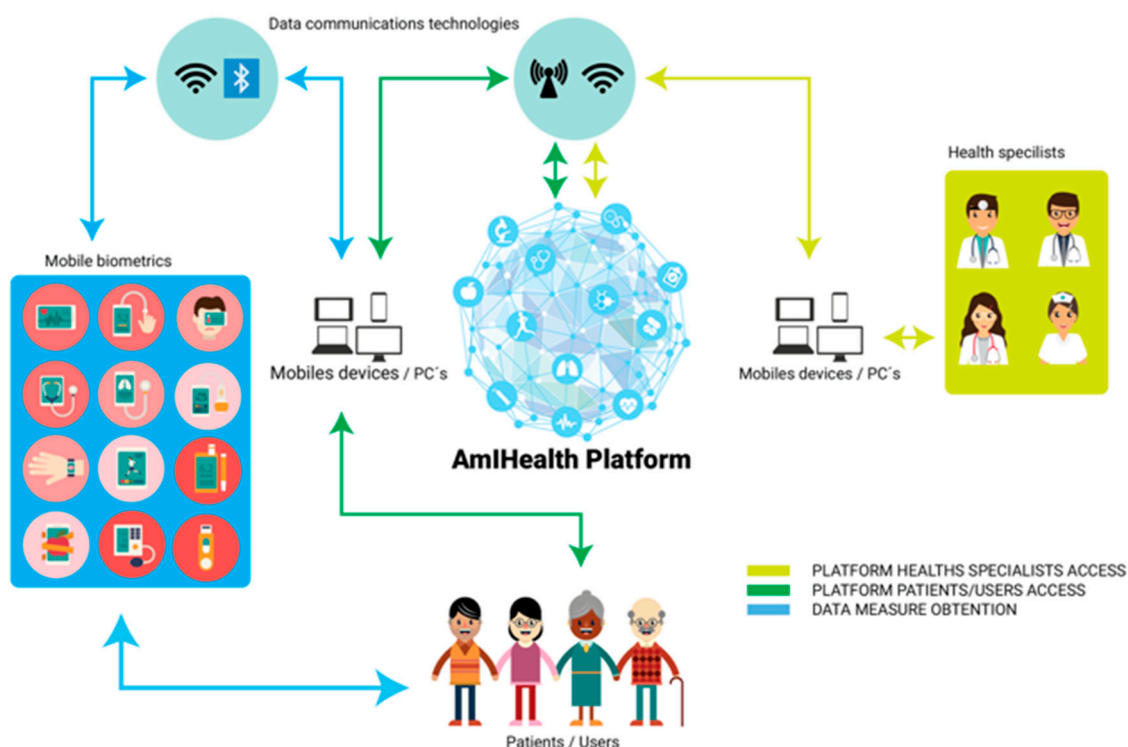 Data communications technologies
Health specilists
Mobile biometrics
Mobiles devices / PC´s
Mobiles devices / PC´s
AmIHealth Platform
PLATFORM HEALTHS SPECIALISTS ACCESS
PLATFORM PATIENTS/USERS ACCESS
DATA MEASURE OBTENTION
Patients / Users